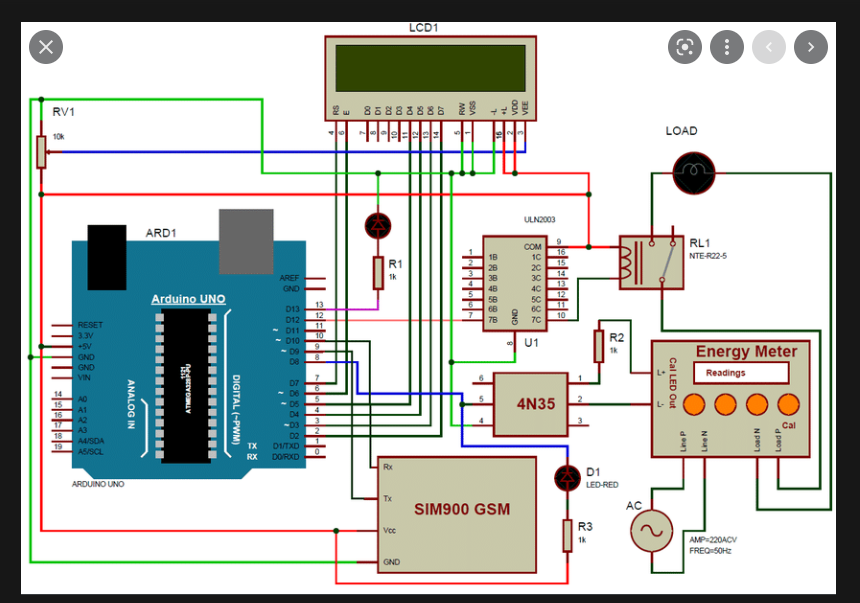 LCD1
RS
E
D0
D1
D2
D3
D4
D5
D6
D7
RW
VSS
-L
+L
VDD
VEE
4
6
7
8
9
10
11
12
13
14
5
1
16
2
3
RV1
10k
LOAD
ULN2003
COM
1B
2B
3B
4B
5B
6B
7B
1C
2C
3C
4C
5C
6C
7C
1
2
3
4
5
6
7
9
16
15
14
13
12
11
10
GND
8
U1
RL1
NTE-R22-5
ARD1
Arduino UNO
R1
1k
AREF
GND
D13
D12
D11
~
D10
~
D9
~
D8
D7
D6
~
D5
~
D4
D3
~
D2
D1/TXD
D0/RXD
13
12
11
10
9
8
7
6
5
4
3
2
1
0
TX
RX
RESET
3.3V
+5V
GND
GND
VIN
A0
A1
A2
A3
A4/SDA
A5/SCL
14
15
16
17
18
19
ANALOG IN
DIGITAL (~PWM)
1121
ATMEGA328P-PU
ARDUINO UNO
R2
1k
4N35
6
5
4
1
2
3
Energy Meter
Readings
Cal LED Out
L+
L-
Cal
Line P
Line N
Load N
Load P
SIM900 GSM
Rx
Tx
Vcc
GND
D1
LED-RED
R3
1k
AC
AMP=220ACV
FREQ=50Hz